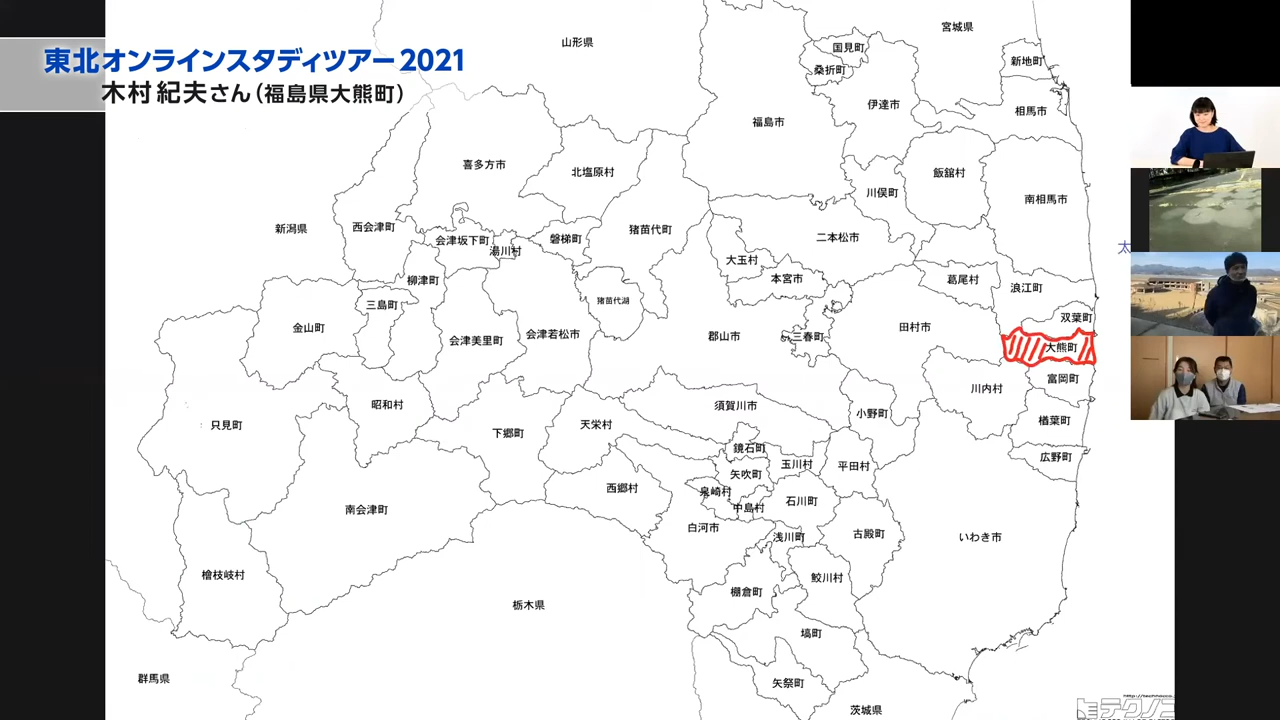 東北オンラインスタディツアー2021
木村 紀夫さん（福島県大熊町）
宮城県
山形県
国見町
新地町
桑折町
伊達市
相馬市
福島市
喜多方市
北塩原村
飯舘村
川俣町
南相馬市
新潟県
西会津町
猪苗代町
会津坂下町
磐梯町
二本松市
湯川村
太
大玉村
柳津町
本宮市
葛尾村
浪江町
三島町
猪苗代湖
双葉町
金山町
田村市
会津美里町
会津若松市
郡山市
三春町
大熊町
富岡町
川内村
昭和村
須賀川市
小野町
只見町
下郷町
天栄村
楢葉町
鏡石町
広野町
玉川村
平田村
矢吹町
西郷村
泉崎村
石川町
中島村
南会津町
白河市
浅川町
古殿町
いわき市
檜枝岐村
鮫川村
棚倉町
栃木県
塙町
群馬県
矢祭町
茨城県
テクノコ